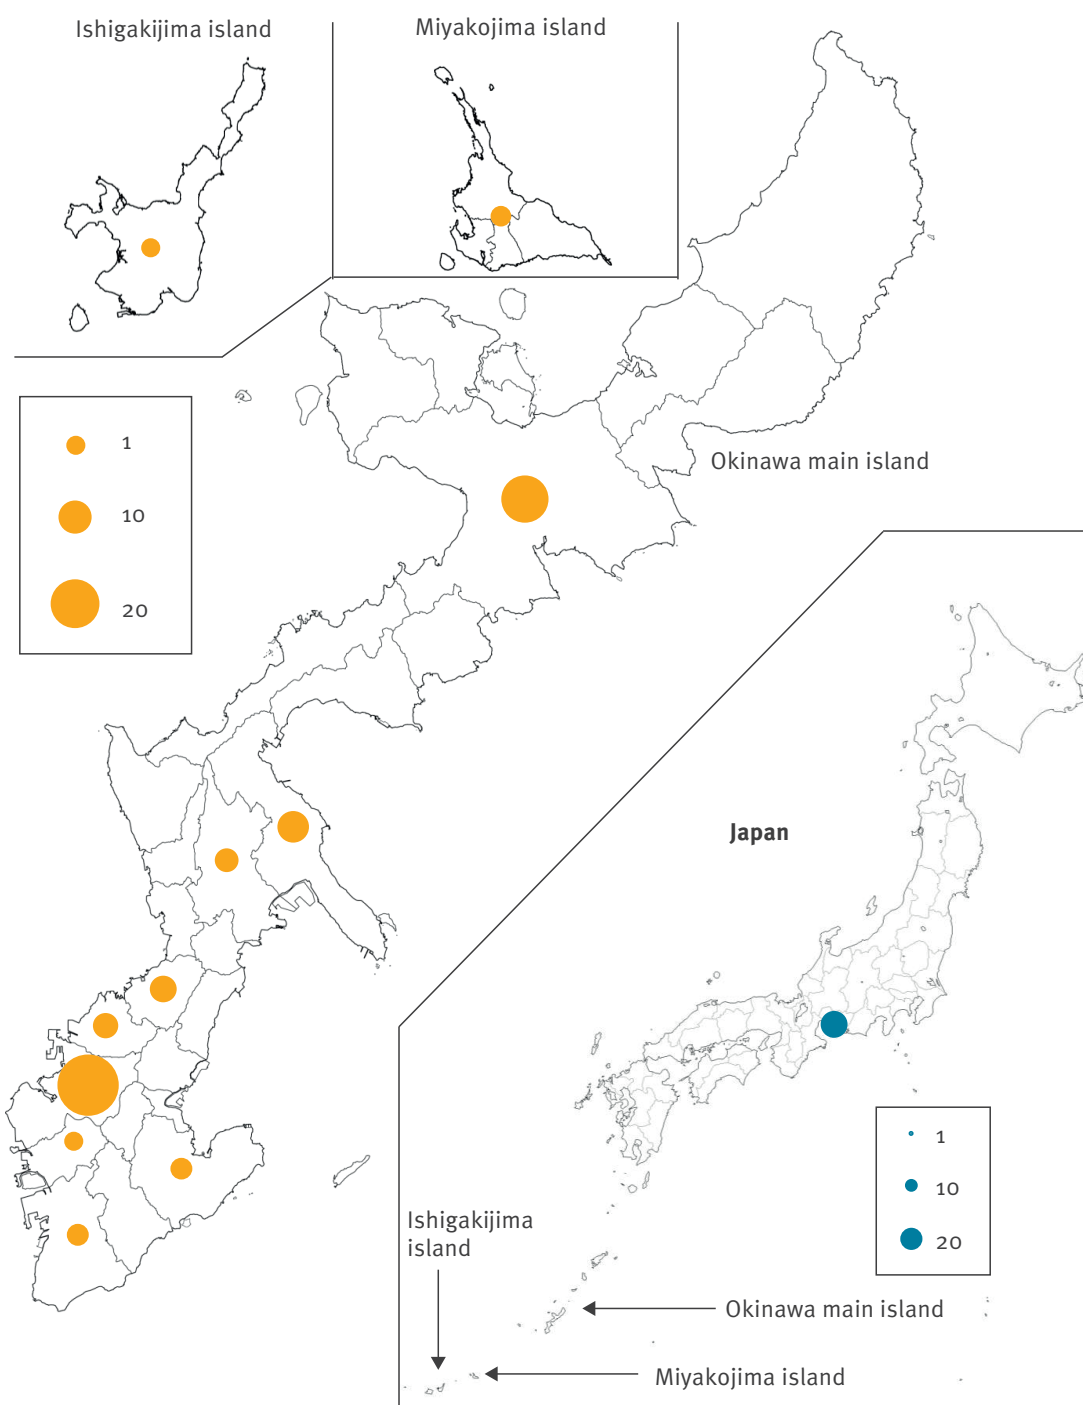 Ishigakijima island
Miyakojima island
1
10
20
Okinawa main island
Japan
1
10
20
Ishigakijima
island
Okinawa main island
Miyakojima island